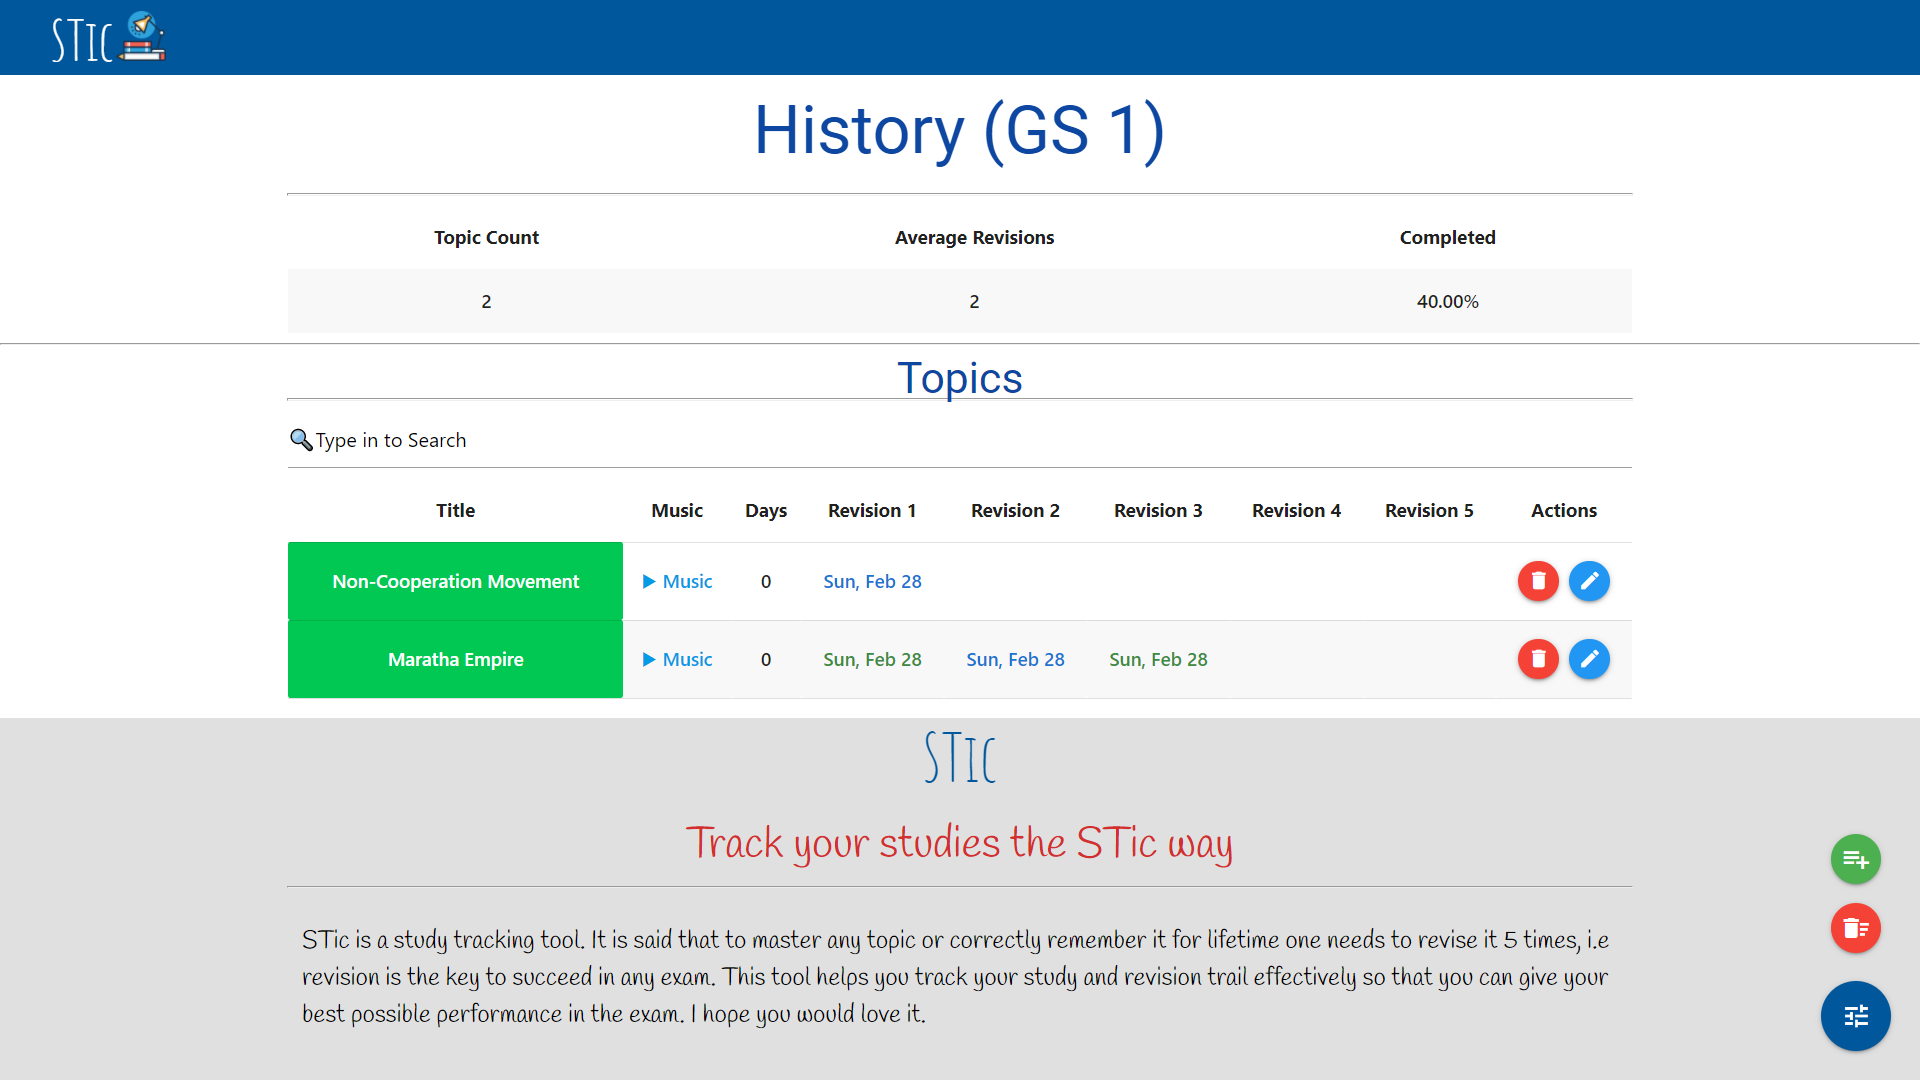 STic
History (GS 1)
Topic Count Average Revisions Completed
2 2 40.00%
Topics
Type in to Search
Title Music Days Revision 1 Revision 2 Revision 3 Revision 4 Revision 5 Actions
Non-Cooperation Movement Music 0 Sun, Feb 28
Maratha Empire Music 0 Sun, Feb 28 Sun, Feb 28 Sun, Feb 28
STic
Track your studies the STic way
STic is a study tracking tool. It is said that to master any topic or correctly remember it for lifetime one needs to revise it 5 times, i.e
revision is the key to succeed in any exam. This tool helps you track your study and revision trail effectively so that you can give your
best possible performance in the exam. I hope you would love it.